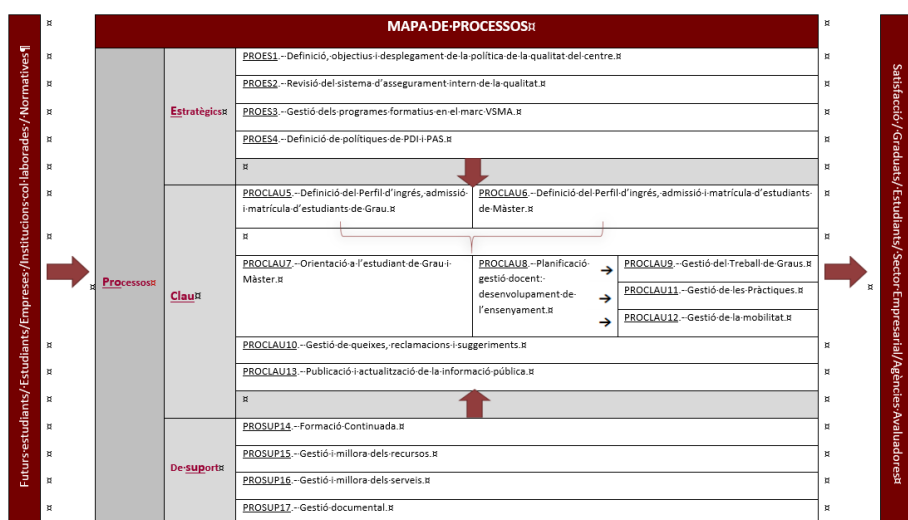 MAPA DE PROCESSOS
Futurs estudiants/ Estudiants/Empreses /Institucions col·laborades / Normatives
Processos
Estratègics
PROES1.- Definició, objectius i desplegament de la política de la qualitat del centre.
PROES2.- Revisió del sistema d'assegurament intern de la qualitat.
PROES3.- Gestió dels programes formatius en el marc VSMA.
PROES4.- Definició de polítiques de PDI i PAS.
Clau
PROCLAU5.- Definició del Perfil d'ingrés, admissió
i matrícula d'estudiants de Grau.
PROCLAU6.- Definició del Perfil d'ingrés, admissió i matrícula d'estudiants
de Màster.
PROCLAU7.- Orientació a l'estudiant de Grau i
Màster.
PROCLAU8.- Planificació
gestió docent:
desenvolupament de
l'ensenyament.
PROCLAU9.- Gestió del Treball de Graus.
PROCLAU11.- Gestió de les Pràctiques.
PROCLAU12.- Gestió de la mobilitat.
PROCLAU10.- Gestió de queixes, reclamacions i suggeriments.
PROCLAU13.- Publicació i actualització de la informació pública.
De suport
PROSUP14.- Formació Continuada.
PROSUP15.- Gestió i millora dels recursos.
PROSUP16.- Gestió i millora dels serveis.
PROSUP17.- Gestió documental.
Satisfacció / Graduats/ Estudiants /Sector Empresarial /Agències Avaluadores